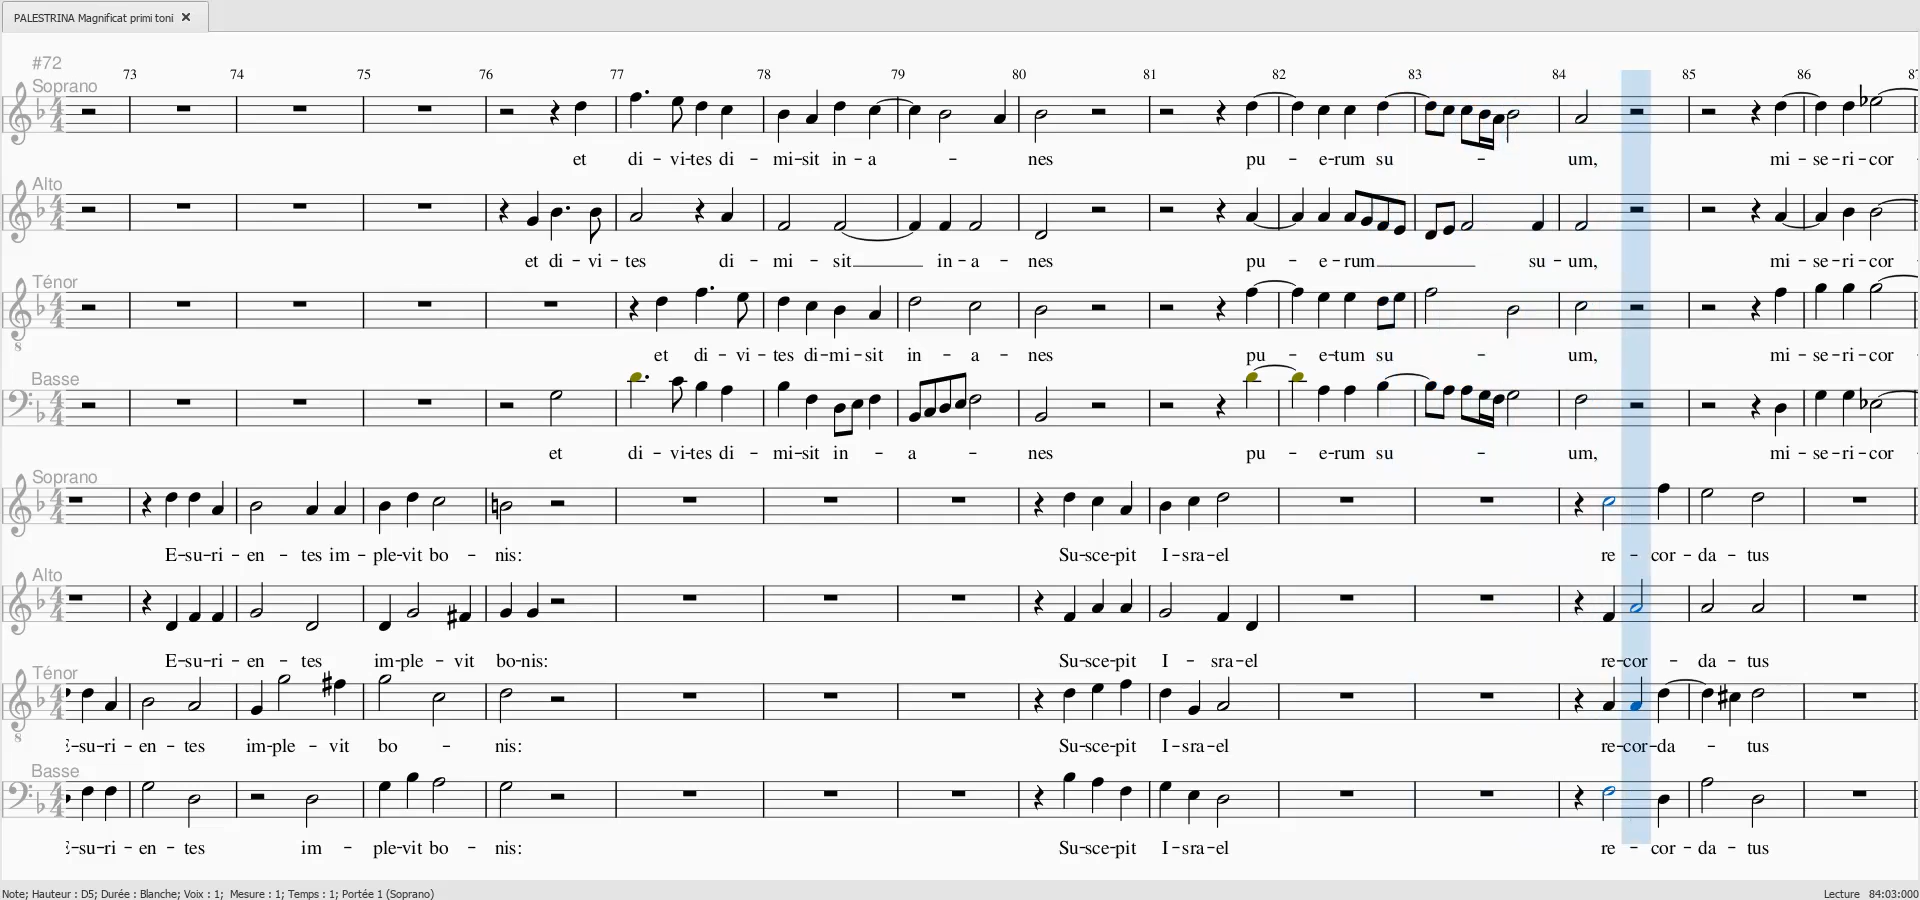 PALESTRINA Magnificat primi toni ×
#72
73 74 75 76 77 78 79 80 81 82 83 84 85 86
Soprano
et di – vi-tes di – mi-sit in-a – nes pu – e-rum su – um, mi – se-ri-cor
Alto
et di – vi – tes di – mi – sit____ in-a – nes pu – e-rum____ su – um, mi – se-ri-cor
Ténor
et di – vi – tes di-mi-sit in – a – nes pu – e-tum su – um, mi – se-ri-cor
Basse
et di – vi-tes di – mi-sit in – a – nes pu – e-rum su – um, mi – se-ri-cor
Soprano
E-su-ri – en – tes im – ple-vit bo – nis: Su-sce-pit I-sra-el re – cor – da – tus
Alto
E-su-ri – en – tes im-ple – vit bo-nis: Su-sce-pit I – sra-el re-cor – da – tus
Ténor
-su-ri – en – tes im-ple – vit bo – nis: Su-sce-pit I-sra-el re-cor-da – tus
Basse
-su-ri – en – tes im – ple-vit bo – nis: Su-sce-pit I-sra-el re – cor – da – tus
Note; Hauteur : D5; Durée : Blanche; Voix : 1; Mesure : 1; Temps : 1; Portée 1 (Soprano)
Lecture 84:03:000